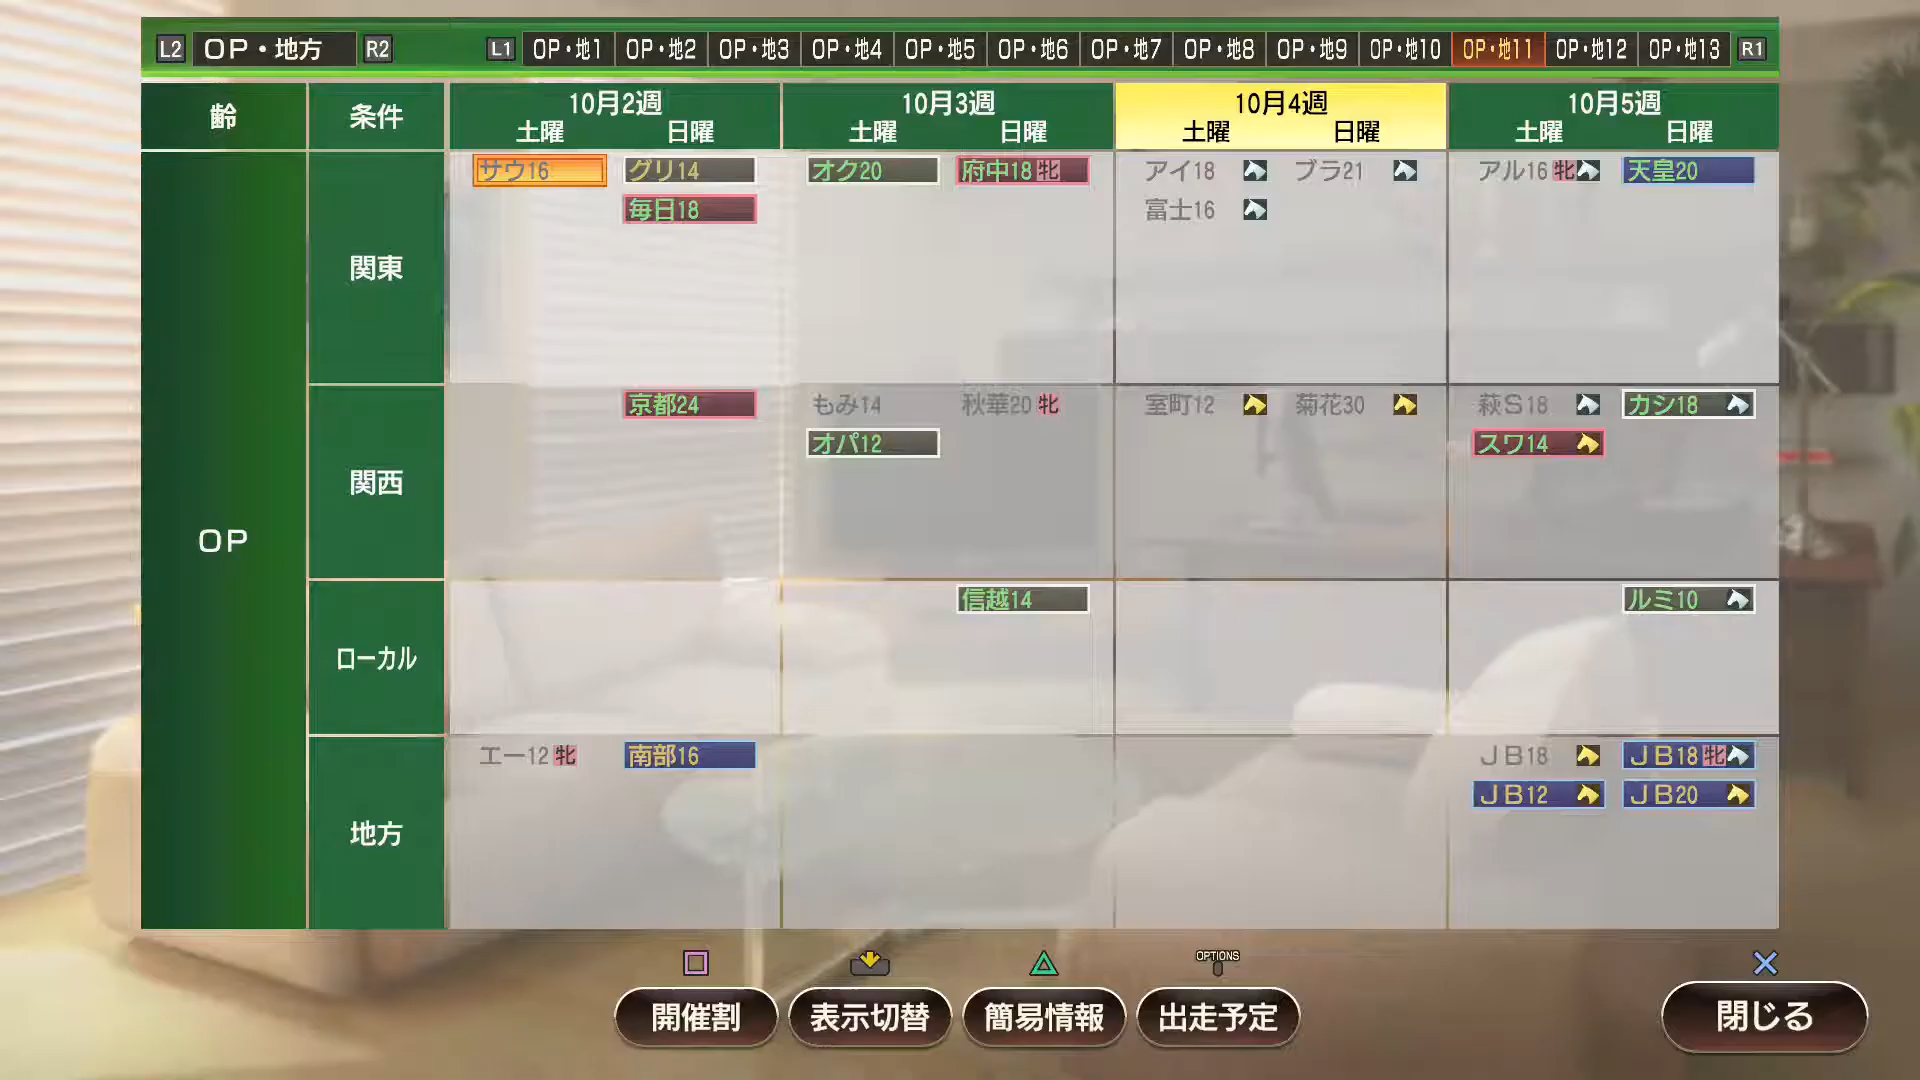 L2 OP・地方 R2 L1 OP・地1 OP・地2 OP・地3 OP・地4 OP・地5 OP・地6 OP・地7 OP・地8 OP・地9 OP・地10 OP・地11 OP・地12 OP・地13 R1
齢 条件 10月2週 10月3週 10月4週 10月5週
土曜 日曜 土曜 日曜 土曜 日曜 土曜 日曜
サウ16 グリ14 オク20 府中18牝 アイ18 ブラ21 アル16牝 天皇20
毎日18 富士16
関東
京都24 もみ14 秋華20牝 室町12 菊花30 萩S18 カシ18
オパ12 スワ14
関西
OP
信越14 ルミ10
ローカル
エー12牝 南部16 JB18 JB18牝
JB12 JB20
地方
OPTIONS
開催割 表示切替 簡易情報 出走予定 閉じる